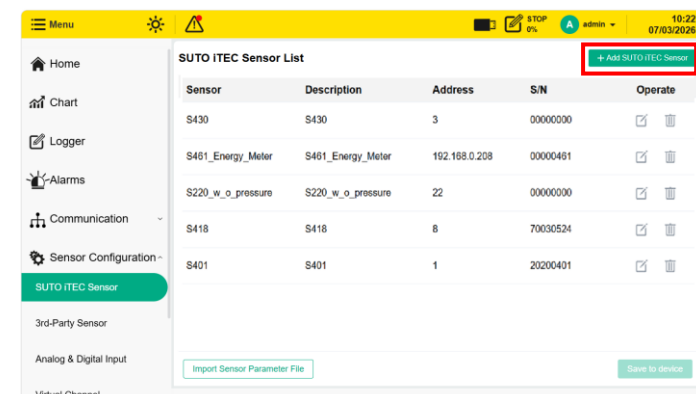 Menu
STOP
0%
A admin
10:22
07/03/2026
Home
Chart
Logger
Alarms
Communication
Sensor Configuration
SUTO iTEC Sensor
3rd-Party Sensor
Analog & Digital Input
Virtual Channel
SUTO iTEC Sensor List
+ Add SUTO iTEC Sensor
Sensor Description Address S/N Operate
S430 S430 3 00000000
S461_Energy_Meter S461_Energy_Meter 192.168.0.208 00000461
S220_w_o_pressure S220_w_o_pressure 22 00000000
S418 S418 8 70030524
S401 S401 1 20200401
Import Sensor Parameter File
Save to device